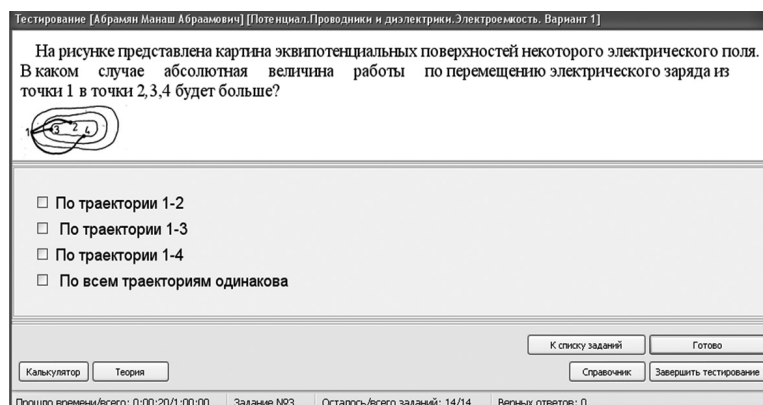 Тестирование [Абрамян Манаш Абраамович] [Потенциал.Проводники и диэлектрики.Электроемкость. Вариант 1]
На рисунке представлена картина эквипотенциальных поверхностей некоторого электрического поля.
В каком случае абсолютная величина работы по перемещению электрического заряда из
точки 1 в точки 2,3,4 будет больше?
1 3 2 4
По траектории 1-2
По траектории 1-3
По траектории 1-4
По всем траекториям одинакова
К списку заданий Готово
Калькулятор Теория Справочник Завершить тестирование
Прошло времени/всего: 0:00:20/1:00:00 Задание №3 Осталось/всего заданий: 14/14 Верных ответов: 0